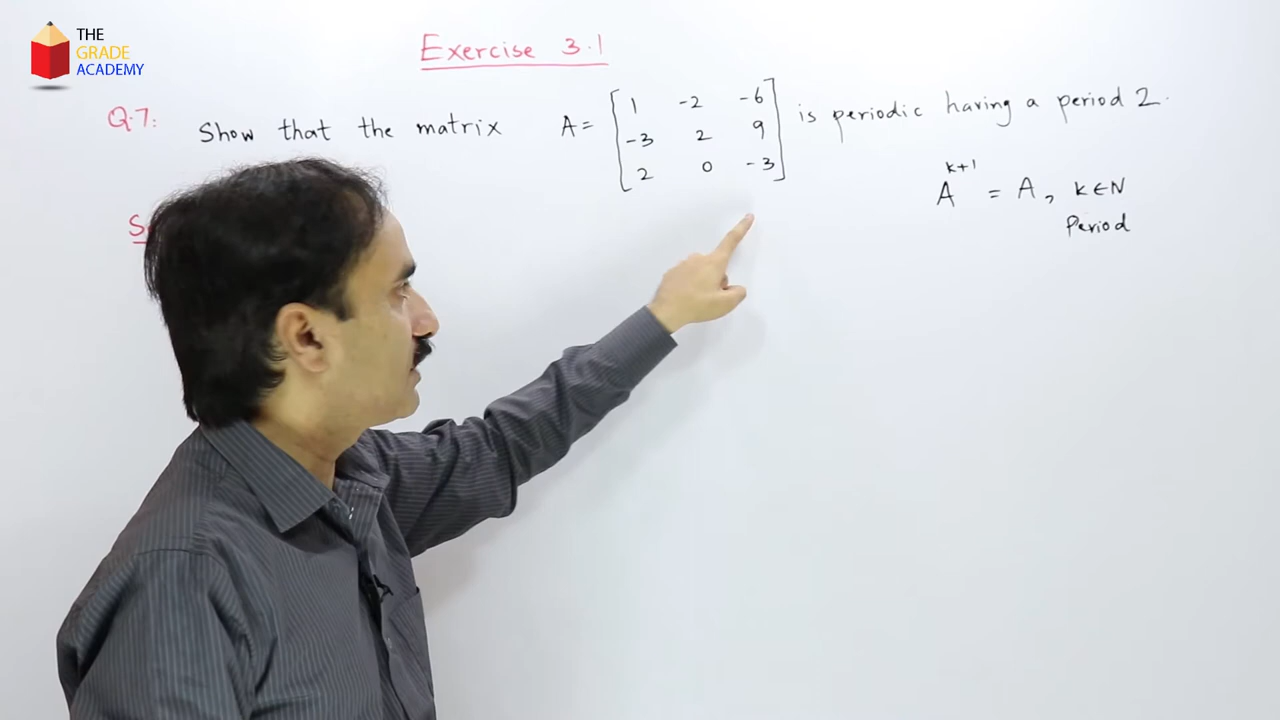 THE
GRADE
ACADEMY
Exercise 3.1
Q.7: Show that the matrix A = [1 -2 -6
-3 2 9
2 0 -3] is periodic having a period 2.
A^{k+1} = A, k ∈ N
Period